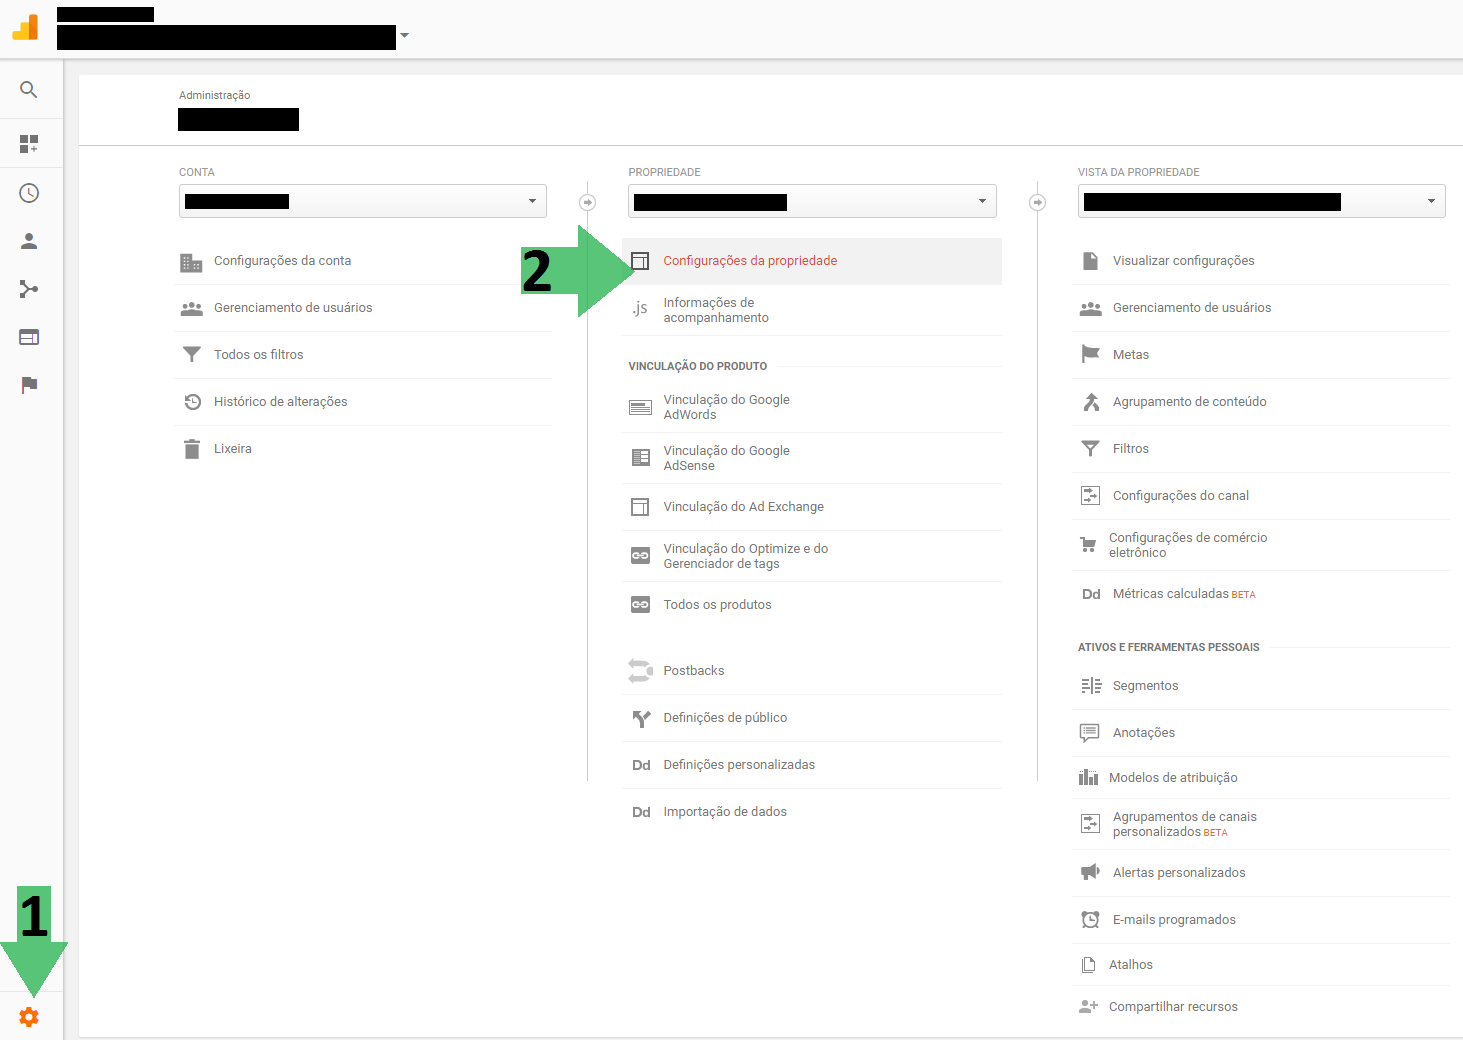 Administração
CONTA
Configurações da conta
Gerenciamento de usuários
Todos os filtros
Histórico de alterações
Lixeira
PROPRIEDADE
2
Configurações da propriedade
.js
Informações de
acompanhamento
VINCULAÇÃO DO PRODUTO
Vinculação do Google
AdWords
Vinculação do Google
AdSense
Vinculação do Ad Exchange
Vinculação do Optimize e do
Gerenciador de tags
Todos os produtos
Postbacks
Definições de público
Dd Definições personalizadas
Dd Importação de dados
VISTA DA PROPRIEDADE
Visualizar configurações
Gerenciamento de usuários
Metas
Agrupamento de conteúdo
Filtros
Configurações do canal
Configurações de comércio
eletrônico
Dd Métricas calculadas BETA
ATIVOS E FERRAMENTAS PESSOAIS
Segmentos
Anotações
Modelos de atribuição
Agrupamentos de canais
personalizados BETA
Alertas personalizados
E-mails programados
Atalhos
Compartilhar recursos
1